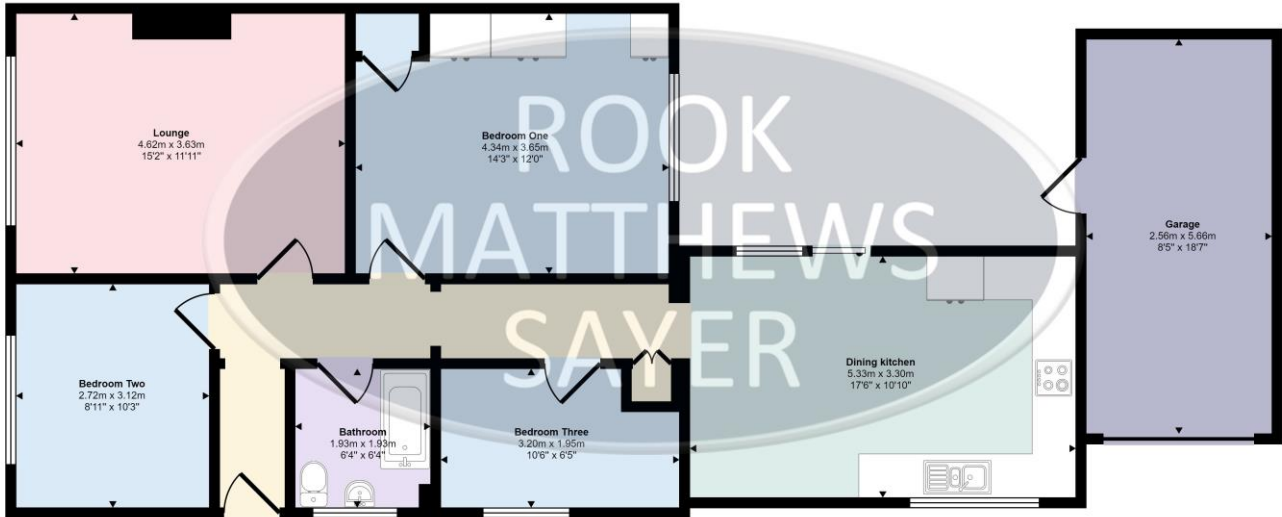 Lounge
4.62m x 3.63m
15'2" x 11'11"
Bedroom One
4.34m x 3.65m
14'3" x 12'0"
ROOK
MATTHEWS
SAYER
Garage
2.56m x 5.66m
8'5" x 18'7"
Bedroom Two
2.72m x 3.12m
8'11" x 10'3"
Bathroom
1.93m x 1.93m
6'4" x 6'4"
Bedroom Three
3.20m x 1.95m
10'6" x 6'5"
Dining kitchen
5.33m x 3.30m
17'6" x 10'10"